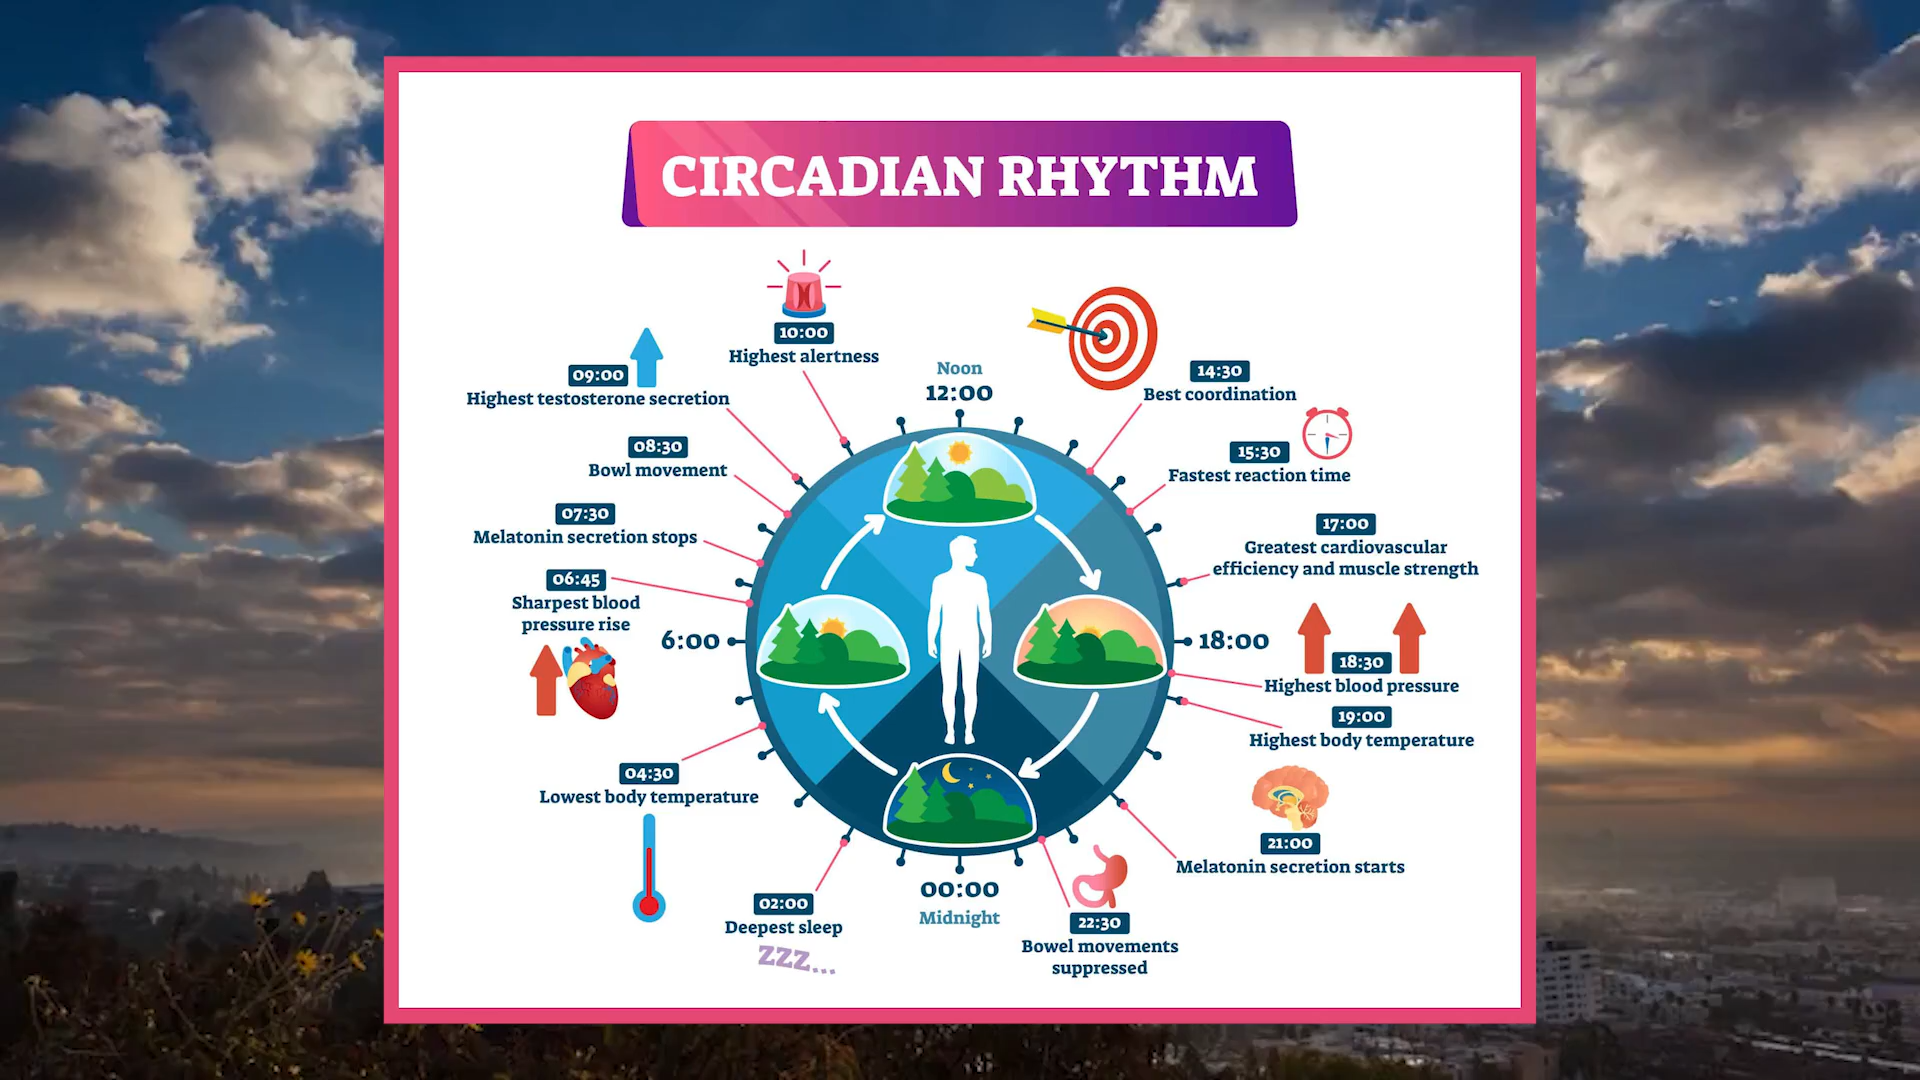 CIRCADIAN RHYTHM
10:00
Highest alertness
09:00
Highest testosterone secretion
08:30
Bowl movement
07:30
Melatonin secretion stops
06:45
Sharpest blood
pressure rise
6:00
04:30
Lowest body temperature
02:00
Deepest sleep
ZZZ...
Noon
12:00
14:30
Best coordination
15:30
Fastest reaction time
17:00
Greatest cardiovascular
efficiency and muscle strength
18:00
18:30
Highest blood pressure
19:00
Highest body temperature
21:00
Melatonin secretion starts
22:30
Bowel movements
suppressed
00:00
Midnight